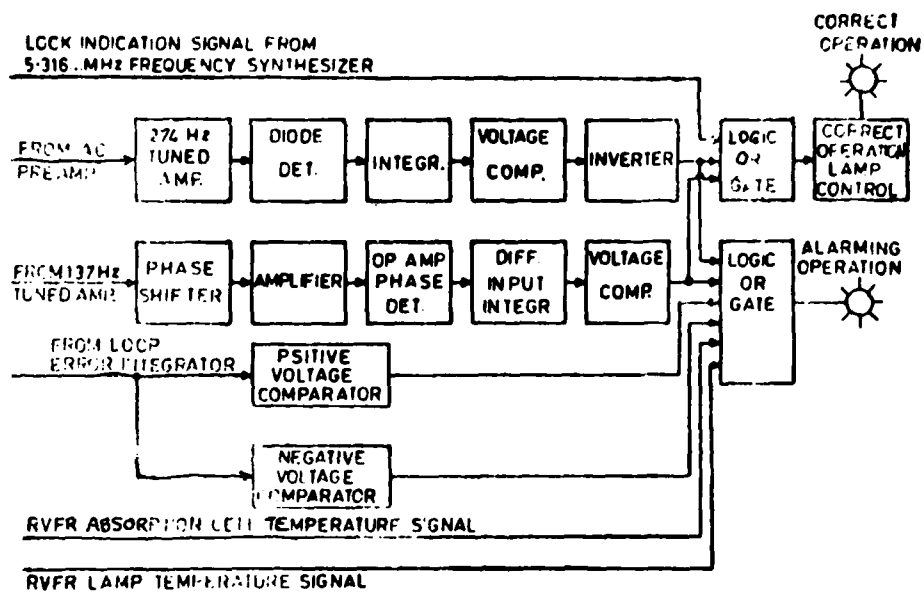 CORRECT
OPERATION
LOCK INDICATION SIGNAL FROM
5·316..MHz FREQUENCY SYNTHESIZER
FROM AC
PREAMP.
274 Hz
TUNED
AMP.
DIODE
DET.
INTEGR.
VOLTAGE
COMP.
INVERTER
LOGIC
OR
GATE
CORRECT
OPERATION
LAMP
CONTROL
FROM 137 Hz
TUNED AMP.
PHASE
SHIFTER
AMPLIFIER
OP AMP
PHASE
DET.
DIFF.
INPUT
INTEGR
VOLTAGE
COMP.
LOGIC
OR
GATE
ALARMING
OPERATION
FROM LOOP
ERROR INTEGRATOR
PSITIVE
VOLTAGE
COMPARATOR
NEGATIVE
VOLTAGE
COMPARATOR
RVFR ABSORPTION CELL TEMPERATURE SIGNAL
RVFR LAMP TEMPERATURE SIGNAL